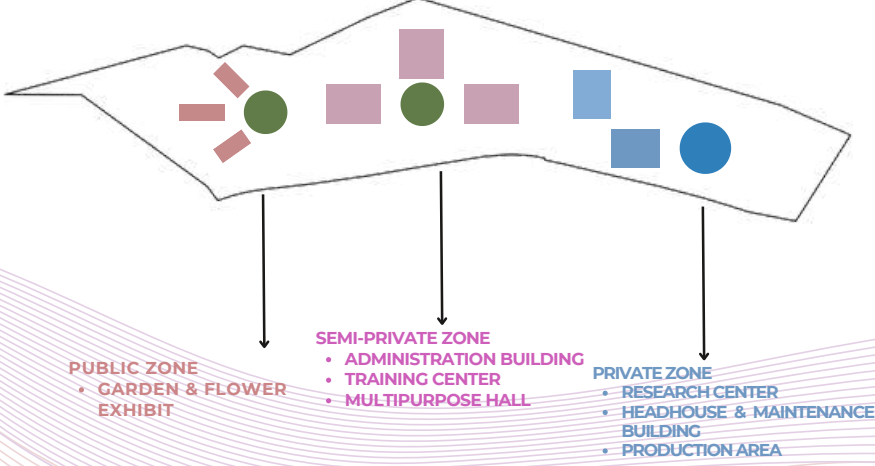 PUBLIC ZONE
• GARDEN & FLOWER
EXHIBIT
SEMI-PRIVATE ZONE
• ADMINISTRATION BUILDING
• TRAINING CENTER
• MULTIPURPOSE HALL
PRIVATE ZONE
• RESEARCH CENTER
• HEADHOUSE & MAINTENANCE
BUILDING
• PRODUCTION AREA